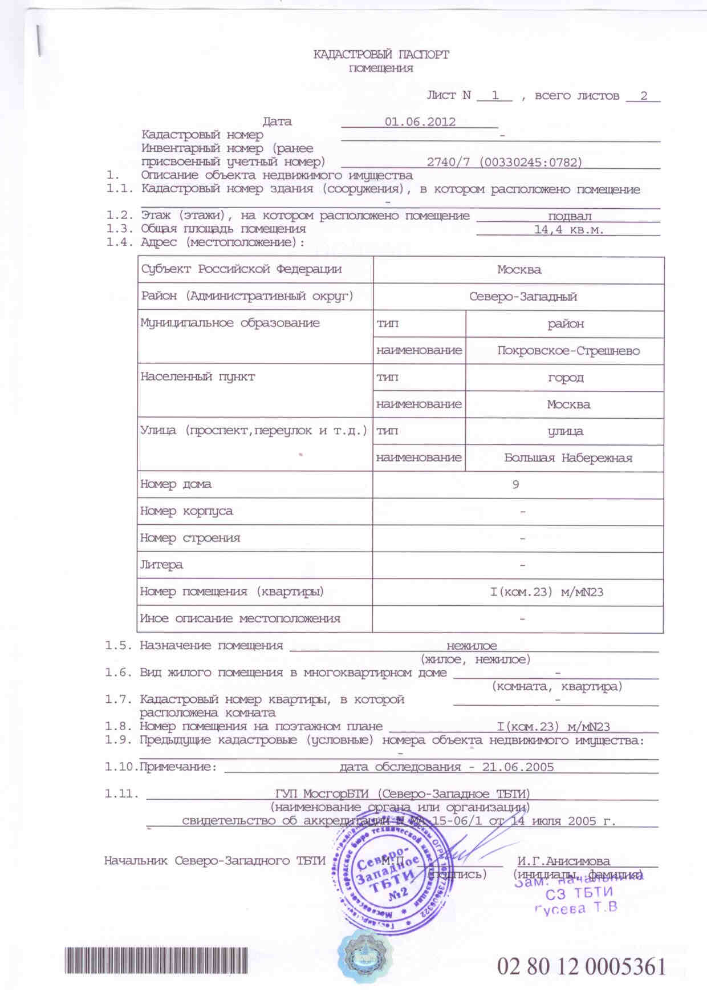 КАДАСТРОВЫЙ ПАСПОРТ
помещения
Лист N 1 , всего листов 2
Дата 01.06.2012
Кадастровый номер -
Инвентарный номер (ранее
присвоенный учетный номер) 2740/7 (00330245:0782)
1. Описание объекта недвижимого имущества
1.1. Кадастровый номер здания (сооружения), в котором расположено помещение
-
1.2. Этаж (этажи), на котором расположено помещение подвал
1.3. Общая площадь помещения 14,4 кв.м.
1.4. Адрес (местоположение):
Субъект Российской Федерации Москва
Район (Административный округ) Северо-Западный
Муниципальное образование тип район
наименование Покровское-Стрешнево
Населенный пункт тип город
наименование Москва
Улица (проспект,переулок и т.д.) тип улица
наименование Большая Набережная
Номер дома 9
Номер корпуса -
Номер строения -
Литера -
Номер помещения (квартиры) I(ком.23) м/мN23
Иное описание местоположения -
1.5. Назначение помещения нежилое
(жилое, нежилое)
1.6. Вид жилого помещения в многоквартирном доме -
(комната, квартира)
1.7. Кадастровый номер квартиры, в которой -
расположена комната
1.8. Номер помещения на поэтажном плане I(ком.23) м/мN23
1.9. Предыдущие кадастровые (условные) номера объекта недвижимого имущества:
-
1.10.Примечание: дата обследования - 21.06.2005
1.11. ГУП МосгорБТИ (Северо-Западное ТБТИ)
(наименование органа или организации)
свидетельство об аккредитации N МА-15-06/1 от 14 июля 2005 г.
Начальник Северо-Западного ТБТИ М.П. И.Г.Анисимова
(подпись) (инициалы, фамилия)
Зам. начальника
СЗ ТБТИ
Гусева Т.В
Северо-
Западное
ТБТИ
№2
Московское городское бюро технической инвентаризации
02 80 12 0005361